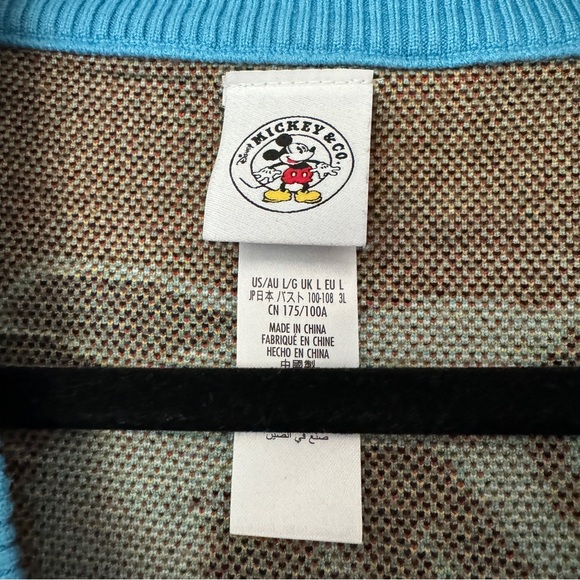 Disney
MICKEY & CO.
US/AU L/G UK L EU L
JP日本 バスト 100-108 3L
CN 175/100A
MADE IN CHINA
FABRIQUÉ EN CHINE
HECHO EN CHINA
中國製
صنع في الصين